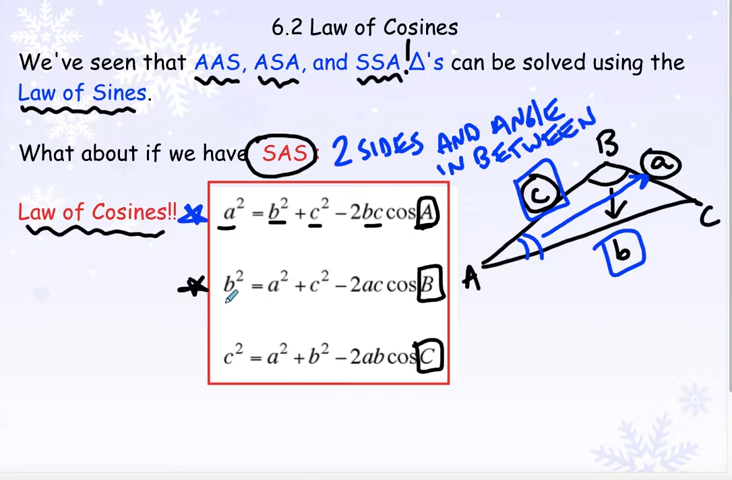 6.2 Law of Cosines
We've seen that AAS, ASA, and SSA! Δ's can be solved using the
Law of Sines.
What about if we have SAS: 2 SIDES AND ANGLE
IN BETWEEN
Law of Cosines!!
a² = b² + c² − 2bc cos A
b² = a² + c² − 2ac cos B
c² = a² + b² − 2ab cos C
B
a
c
C
b
A